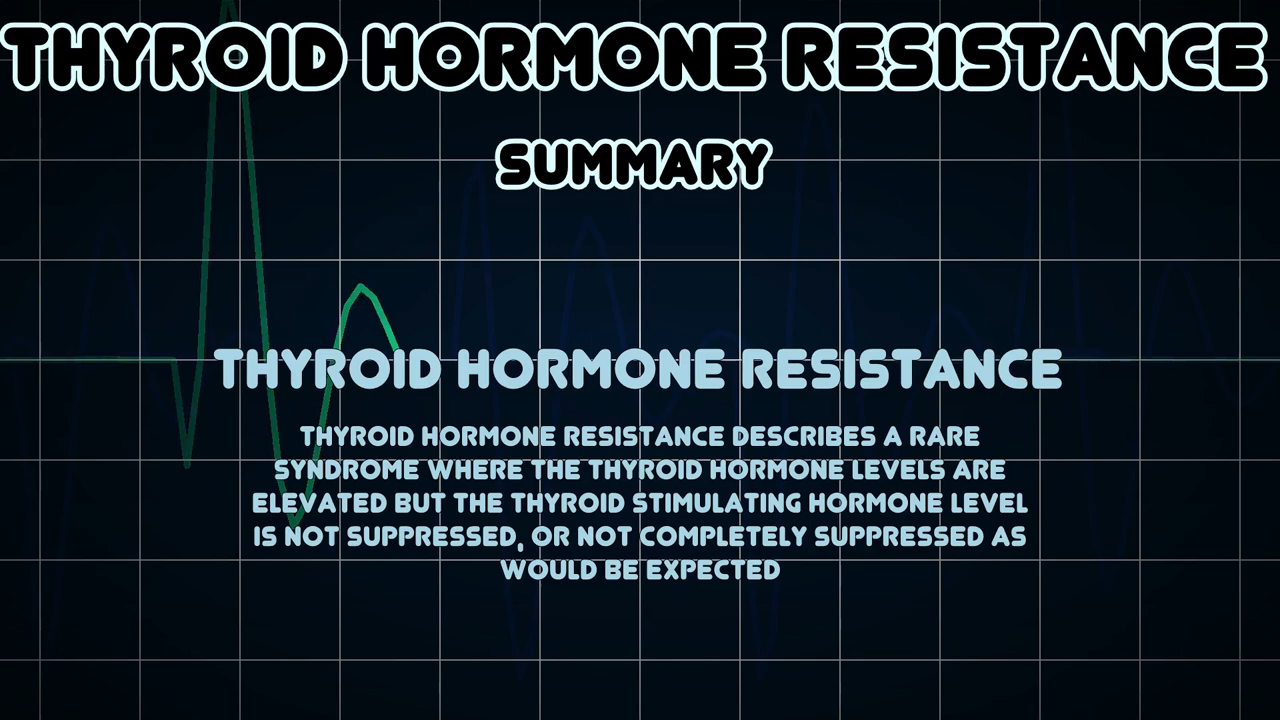 THYROID HORMONE RESISTANCE
SUMMARY
THYROID HORMONE RESISTANCE
THYROID HORMONE RESISTANCE DESCRIBES A RARE
SYNDROME WHERE THE THYROID HORMONE LEVELS ARE
ELEVATED BUT THE THYROID STIMULATING HORMONE LEVEL
IS NOT SUPPRESSED, OR NOT COMPLETELY SUPPRESSED AS
WOULD BE EXPECTED